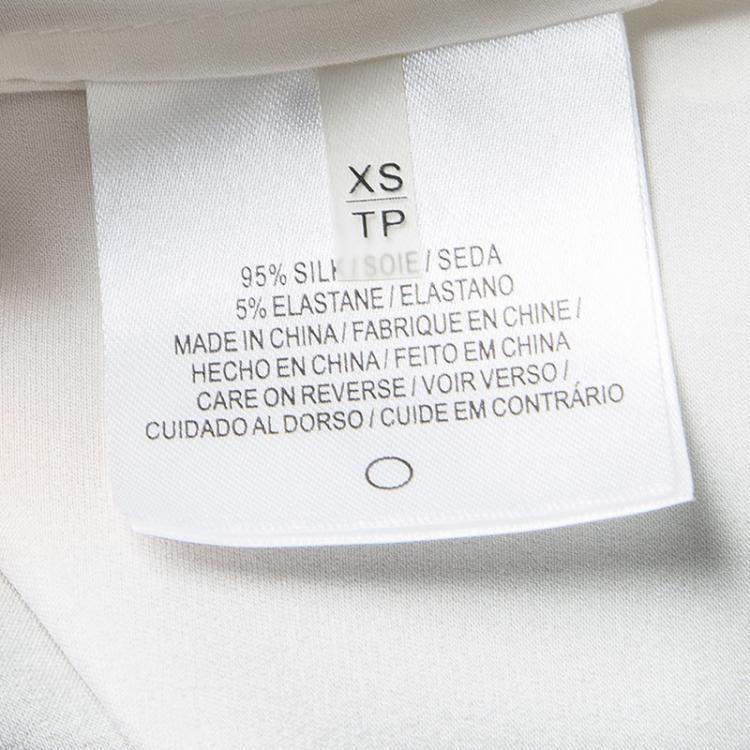 XS
TP
95% SILK / SOIE / SEDA
5% ELASTANE / ELASTANO
MADE IN CHINA / FABRIQUE EN CHINE /
HECHO EN CHINA / FEITO EM CHINA
CARE ON REVERSE / VOIR VERSO /
CUIDADO AL DORSO / CUIDE EM CONTRÁRIO